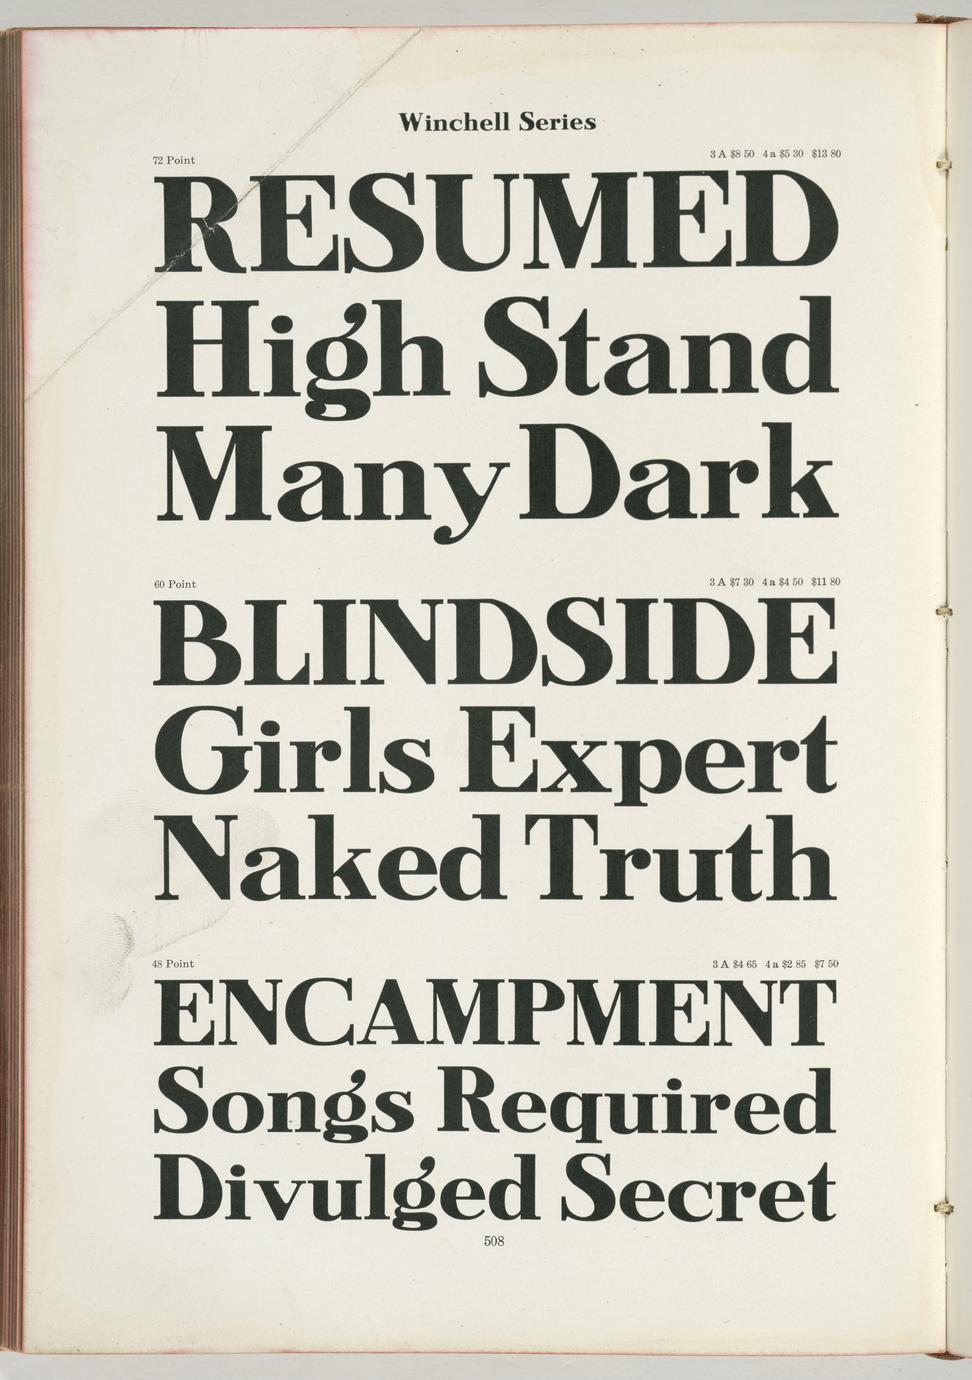 Winchell Series
72 Point 3 A $8 50 4 a $5 30 $13 80
RESUMED
High Stand
Many Dark
60 Point 3 A $7 30 4 a $4 50 $11 80
BLINDSIDE
Girls Expert
Naked Truth
48 Point 3 A $4 65 4 a $2 85 $7 50
ENCAMPMENT
Songs Required
Divulged Secret
508